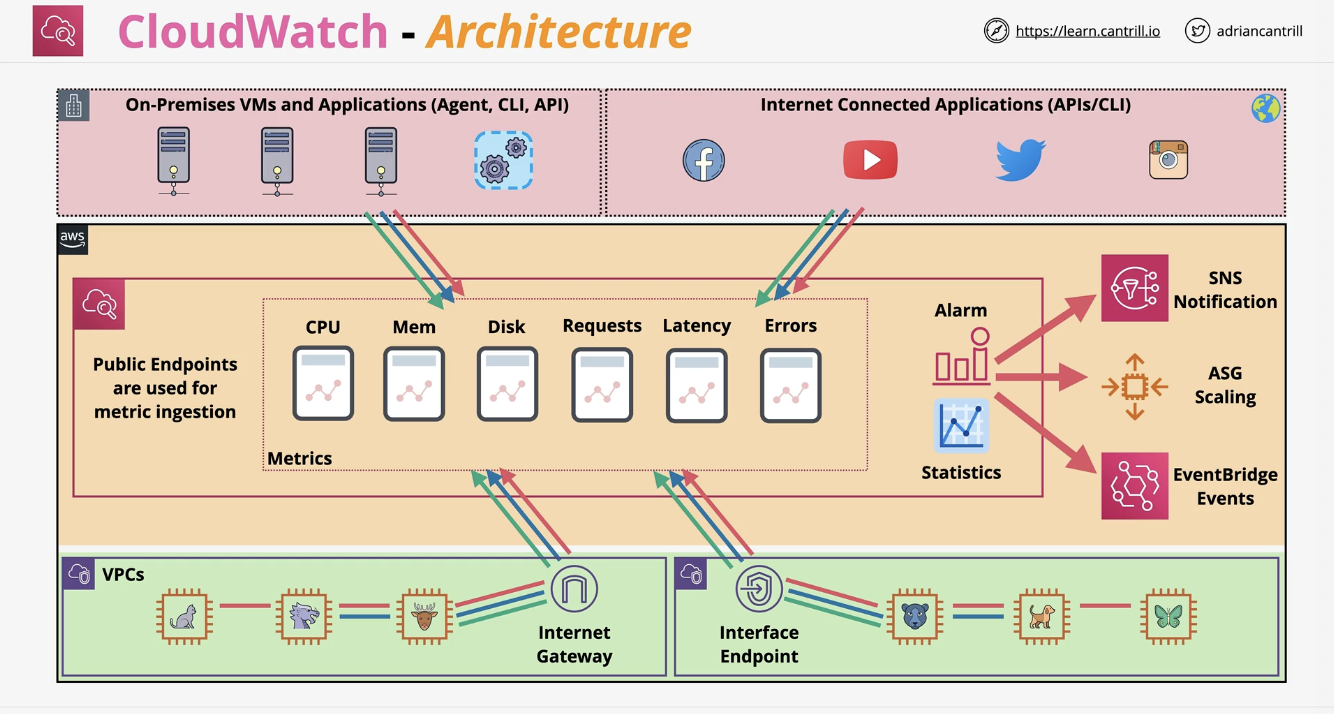 CloudWatch - Architecture
https://learn.cantrill.io
adriancantrill
On-Premises VMs and Applications (Agent, CLI, API)
Internet Connected Applications (APIs/CLI)
aws
Public Endpoints
are used for
metric ingestion
CPU
Mem
Disk
Requests
Latency
Errors
Metrics
Alarm
Statistics
SNS
Notification
ASG
Scaling
EventBridge
Events
VPCs
Internet
Gateway
Interface
Endpoint